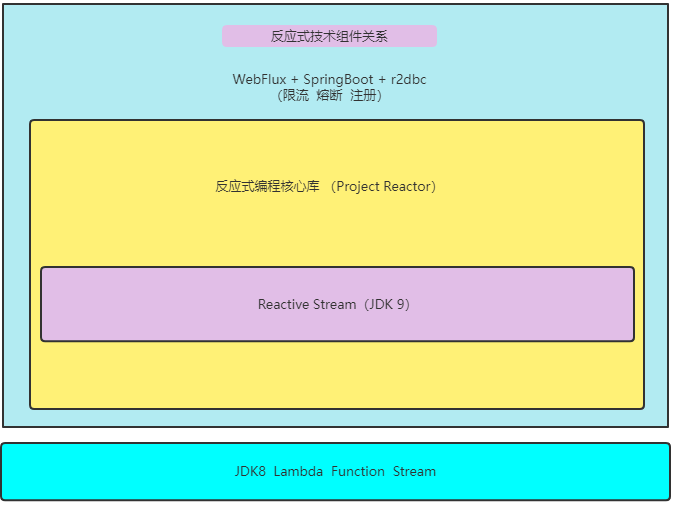 反应式技术组件关系
WebFlux + SpringBoot + r2dbc
（限流 熔断 注册）
反应式编程核心库 （Project Reactor）
Reactive Stream（JDK 9）
JDK8 Lambda Function Stream